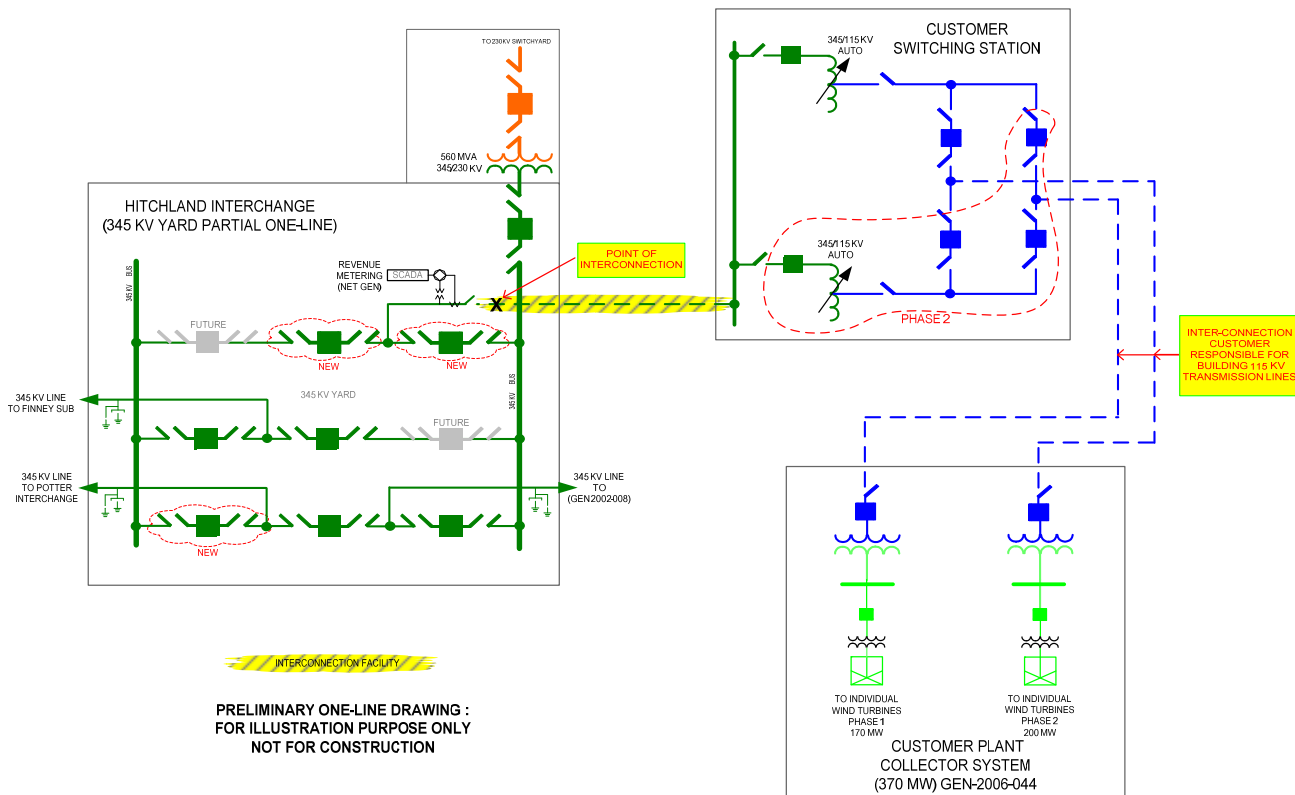 TO 230KV SWITCHYARD
560 MVA
345/230 KV
HITCHLAND INTERCHANGE
(345 KV YARD PARTIAL ONE-LINE)
345 KV BUS
REVENUE
METERING
(NET GEN)
SCADA
X
POINT OF
INTERCONNECTION
FUTURE
NEW
NEW
345 KV YARD
345 KV BUS
345 KV LINE
TO FINNEY SUB
FUTURE
345 KV LINE
TO POTTER
INTERCHANGE
345 KV LINE
TO
(GEN2002-008)
NEW
CUSTOMER
SWITCHING STATION
345/115 KV
AUTO
345/115 KV
AUTO
PHASE 2
INTER-CONNECTION
CUSTOMER
RESPONSIBLE FOR
BUILDING 115 KV
TRANSMISSION LINES
INTERCONNECTION FACILITY
PRELIMINARY ONE-LINE DRAWING :
FOR ILLUSTRATION PURPOSE ONLY
NOT FOR CONSTRUCTION
TO INDIVIDUAL
WIND TURBINES
PHASE 1
170 MW
TO INDIVIDUAL
WIND TURBINES
PHASE 2
200 MW
CUSTOMER PLANT
COLLECTOR SYSTEM
(370 MW) GEN-2006-044